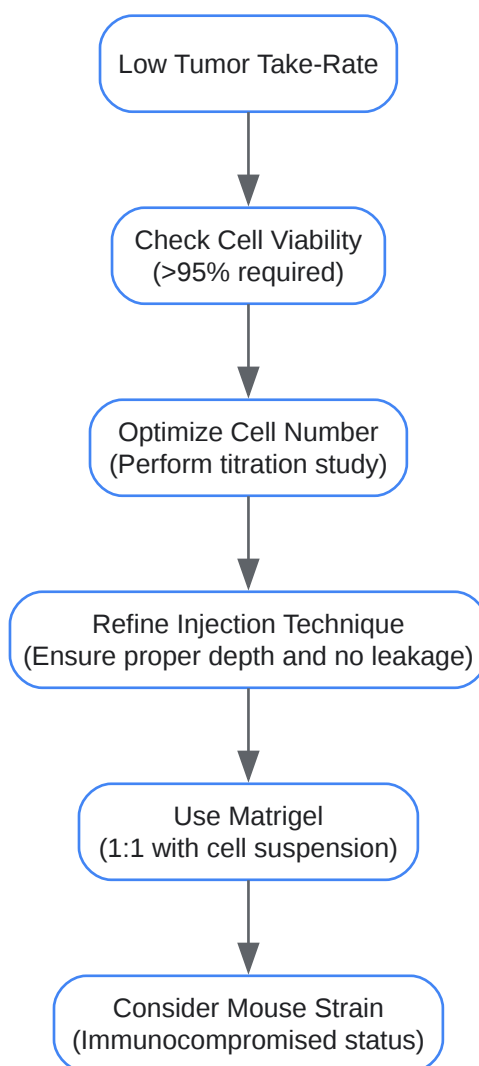 Low Tumor Take-Rate
Check Cell Viability
(>95% required)
Optimize Cell Number
(Perform titration study)
Refine Injection Technique
(Ensure proper depth and no leakage)
Use Matrigel
(1:1 with cell suspension)
Consider Mouse Strain
(Immunocompromised status)